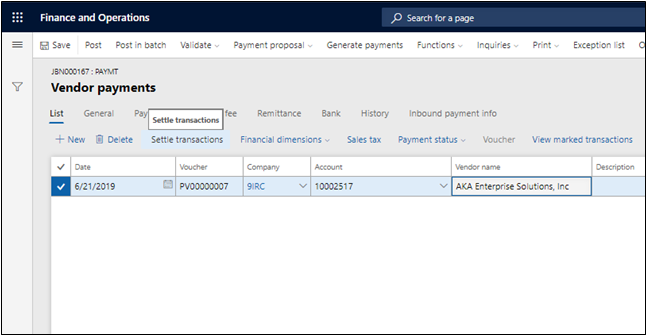 Finance and Operations
Search for a page
Save Post Post in batch Validate Payment proposal Generate payments Functions Inquiries Print Exception list O
JBN000167 : PAYMT
Vendor payments
Settle transactions
List General Pay fee Remittance Bank History Inbound payment info
New Delete Settle transactions Financial dimensions Sales tax Payment status Voucher View marked transactions
Date Voucher Company Account Vendor name Description
6/21/2019 PV00000007 9IRC 10002517 AKA Enterprise Solutions, Inc